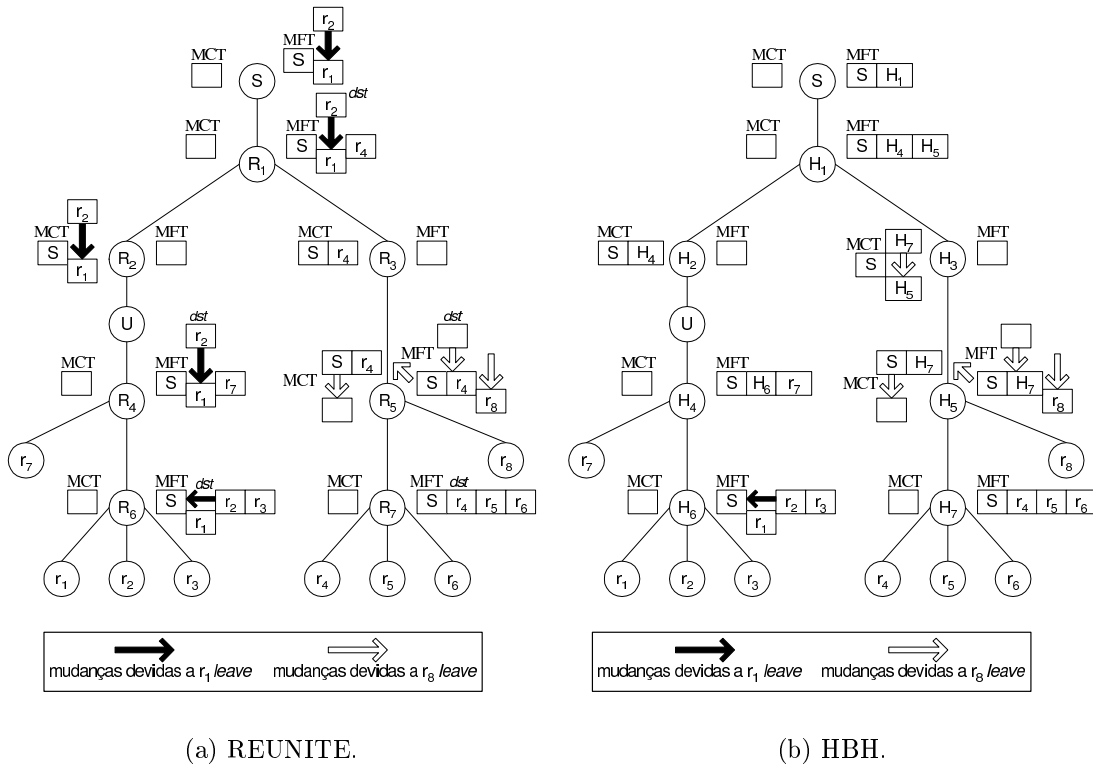 r2
MFT
MCT
S
r1
S
r2 dst
MCT
MFT
S
r1
r4
R1
r2
MCT
S
r1
R2
MFT
MCT
S r4
R3
MFT
U
dst
r2
MCT
MFT
S
r1
r7
R4
dst
S r4
MFT
MCT
S r4
r8
R5
r7
r8
MCT
MFT dst
S
r2 r3
r1
R6
MCT
MFT dst
S r4 r5 r6
R7
r1
r2
r3
r4
r5
r6
mudanças devidas a r1 leave
mudanças devidas a r8 leave
(a) REUNITE.
MCT
MFT
S
S H1
MCT
MFT
S H4 H5
H1
MCT
S H4
H2
MFT
MCT
H7
S
H5
H3
MFT
U
MCT
MFT
S H6 r7
H4
S H7
MFT
MCT
S H7
r8
H5
r7
r8
MCT
MFT
S
r2 r3
r1
H6
MCT
MFT
S r4 r5 r6
H7
r1
r2
r3
r4
r5
r6
mudanças devidas a r1 leave
mudanças devidas a r8 leave
(b) HBH.